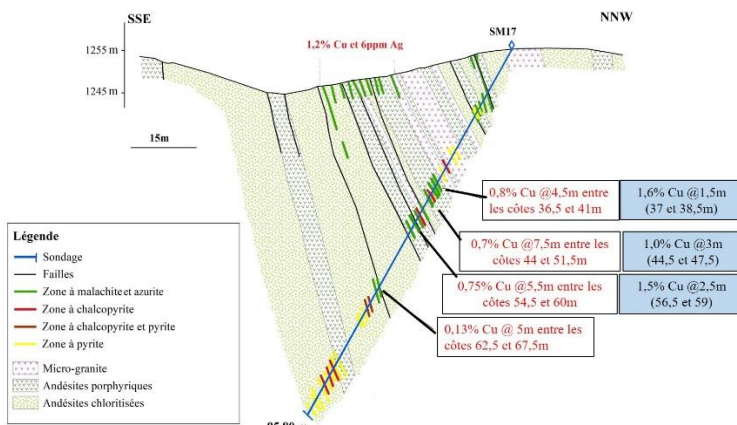 SSE
NNW
SM17
1,2% Cu et 6ppm Ag
1255 m
1245 m
15m
0,8% Cu @4,5m entre
les côtes 36,5 et 41m
1,6% Cu @1,5m
(37 et 38,5m)
0,7% Cu @7,5m entre les
côtes 44 et 51,5m
1,0% Cu @3m
(44,5 et 47,5)
0,75% Cu @5,5m entre les
côtes 54,5 et 60m
1,5% Cu @2,5m
(56,5 et 59)
0,13% Cu @ 5m entre les
côtes 62,5 et 67,5m
Légende
Sondage
Failles
Zone à malachite et azurite
Zone à chalcopyrite
Zone à chalcopyrite et pyrite
Zone à pyrite
Micro-granite
Andésites porphyriques
Andésites chloritisées